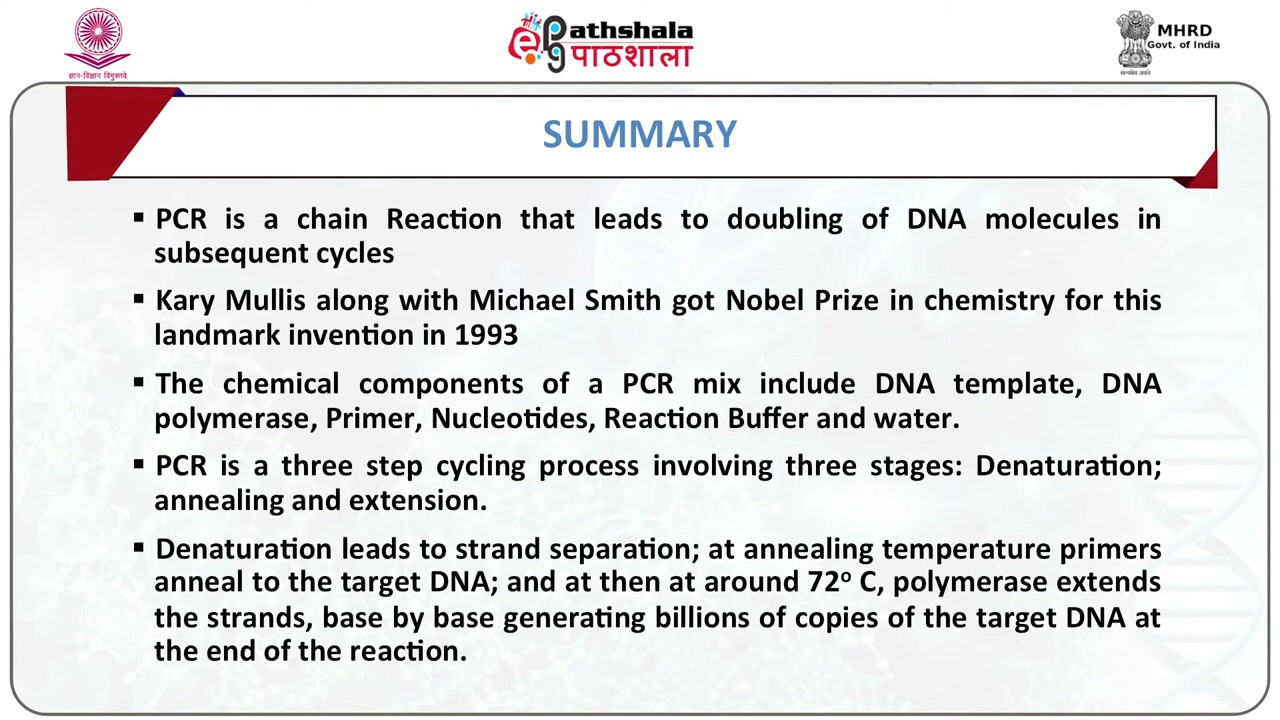 ज्ञान-विज्ञान विमुक्तये
epgPathshala
पाठशाला
MHRD
Govt. of India
सत्यमेव जयते
SUMMARY
▪ PCR is a chain Reaction that leads to doubling of DNA molecules in
subsequent cycles
▪ Kary Mullis along with Michael Smith got Nobel Prize in chemistry for this
landmark invention in 1993
▪ The chemical components of a PCR mix include DNA template, DNA
polymerase, Primer, Nucleotides, Reaction Buffer and water.
▪ PCR is a three step cycling process involving three stages: Denaturation;
annealing and extension.
▪ Denaturation leads to strand separation; at annealing temperature primers
anneal to the target DNA; and at then at around 72º C, polymerase extends
the strands, base by base generating billions of copies of the target DNA at
the end of the reaction.